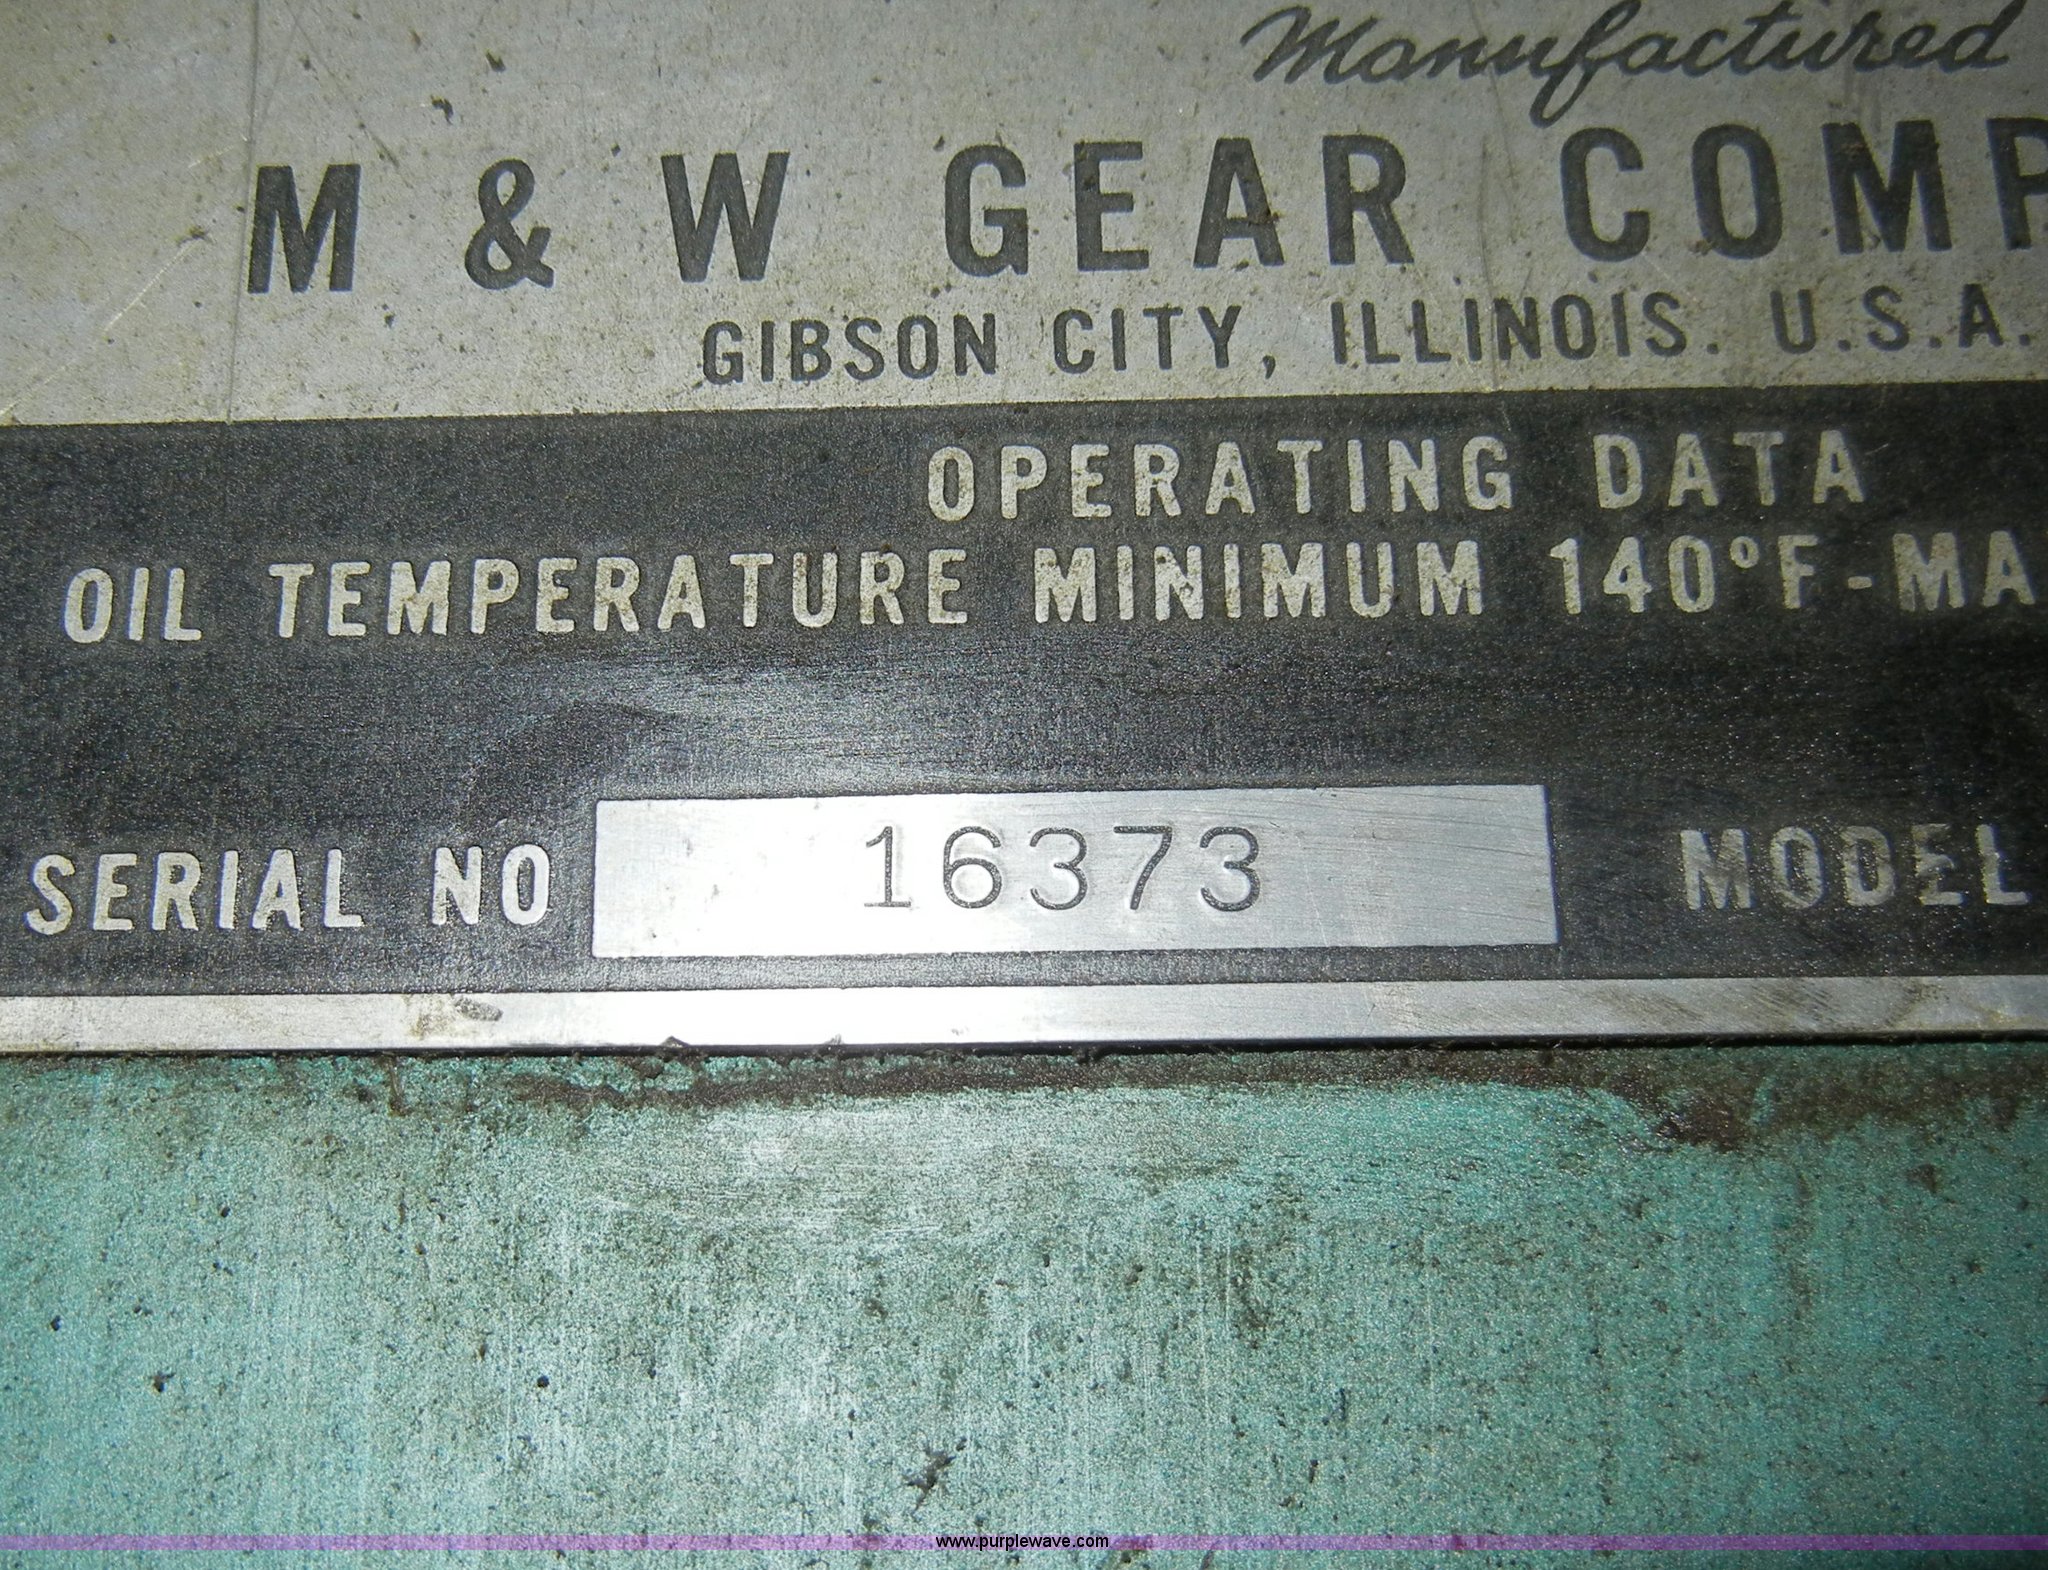 Manufactured
M & W GEAR COMP
GIBSON CITY, ILLINOIS. U.S.A.
OPERATING DATA
OIL TEMPERATURE MINIMUM 140°F-MA
SERIAL NO 16373 MODEL
www.purplewave.com